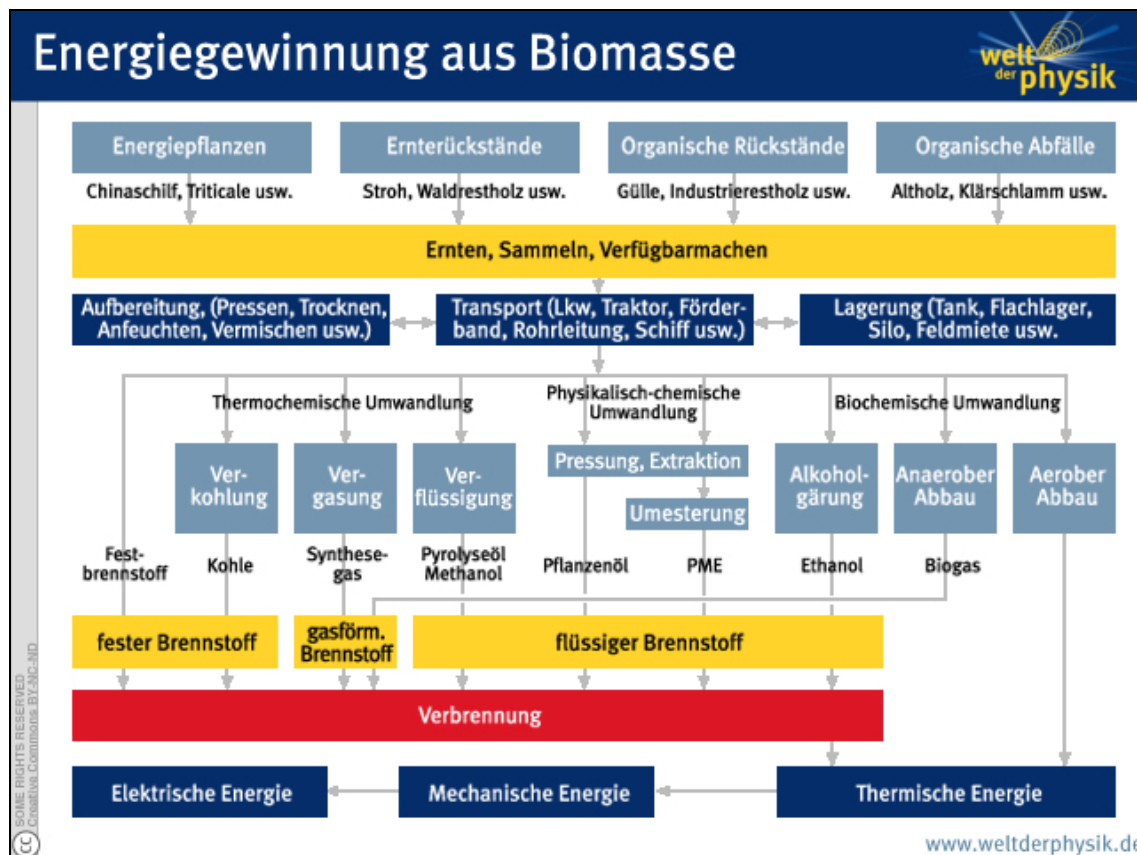 Energiegewinnung aus Biomasse
welt
der physik
Energiepflanzen
Ernterückstände
Organische Rückstände
Organische Abfälle
Chinaschilf, Triticale usw.
Stroh, Waldrestholz usw.
Gülle, Industrierestholz usw.
Altholz, Klärschlamm usw.
Ernten, Sammeln, Verfügbarmachen
Aufbereitung, (Pressen, Trocknen,
Anfeuchten, Vermischen usw.)
Transport (Lkw, Traktor, Förder-
band, Rohrleitung, Schiff usw.)
Lagerung (Tank, Flachlager,
Silo, Feldmiete usw.
Thermochemische Umwandlung
Physikalisch-chemische
Umwandlung
Biochemische Umwandlung
Ver-
kohlung
Ver-
gasung
Ver-
flüssigung
Pressung, Extraktion
Umesterung
Alkohol-
gärung
Anaerober
Abbau
Aerober
Abbau
Fest-
brennstoff
Kohle
Synthese-
gas
Pyrolyseöl
Methanol
Pflanzenöl
PME
Ethanol
Biogas
fester Brennstoff
gasförm.
Brennstoff
flüssiger Brennstoff
Verbrennung
Elektrische Energie
Mechanische Energie
Thermische Energie
cc
SOME RIGHTS RESERVED
Creative Commons BY-NC-ND
www.weltderphysik.de